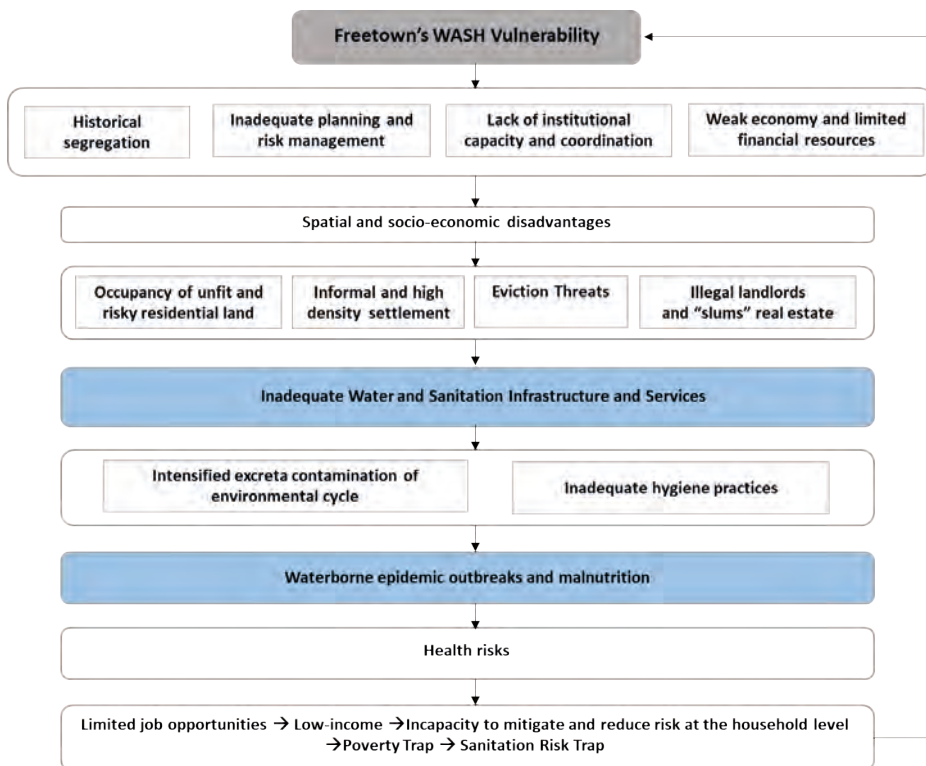 Freetown's WASH Vulnerability
Historical
segregation
Inadequate planning and
risk management
Lack of institutional
capacity and coordination
Weak economy and limited
financial resources
Spatial and socio-economic disadvantages
Occupancy of unfit and
risky residential land
Informal and high
density settlement
Eviction Threats
Illegal landlords
and “slums” real estate
Inadequate Water and Sanitation Infrastructure and Services
Intensified excreta contamination of
environmental cycle
Inadequate hygiene practices
Waterborne epidemic outbreaks and malnutrition
Health risks
Limited job opportunities → Low-income →Incapacity to mitigate and reduce risk at the household level
→Poverty Trap → Sanitation Risk Trap